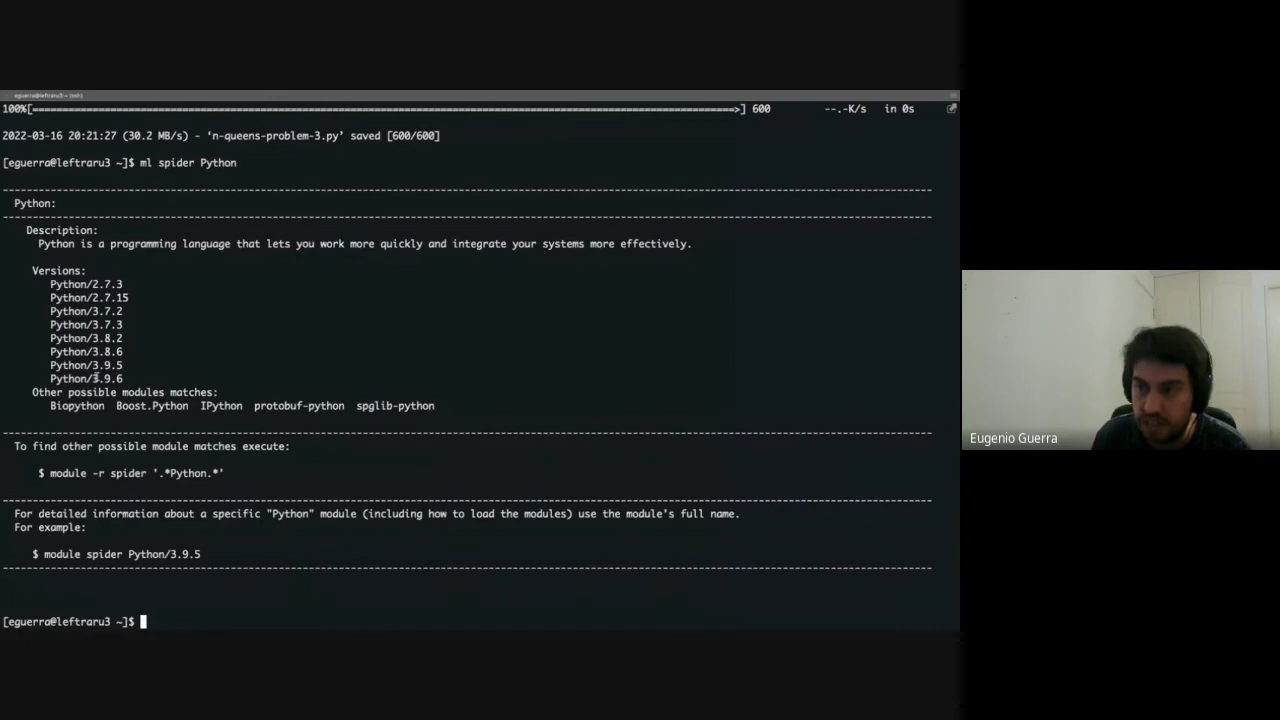 eguerra@leftraru3:~ (ssh)
100%[=====================================================================================================================>] 600 --.-K/s in 0s
2022-03-16 20:21:27 (30.2 MB/s) - ‘n-queens-problem-3.py’ saved [600/600]
[eguerra@leftraru3 ~]$ ml spider Python
-----------------------------------------------------------------------------------------------------------------------------------------------------------
Python:
-----------------------------------------------------------------------------------------------------------------------------------------------------------
Description:
Python is a programming language that lets you work more quickly and integrate your systems more effectively.
Versions:
Python/2.7.3
Python/2.7.15
Python/3.7.2
Python/3.7.3
Python/3.8.2
Python/3.8.6
Python/3.9.5
Python/3.9.6
Other possible modules matches:
Biopython Boost.Python IPython protobuf-python spglib-python
-----------------------------------------------------------------------------------------------------------------------------------------------------------
To find other possible module matches execute:
$ module -r spider '.*Python.*'
-----------------------------------------------------------------------------------------------------------------------------------------------------------
For detailed information about a specific "Python" module (including how to load the modules) use the module's full name.
For example:
$ module spider Python/3.9.5
-----------------------------------------------------------------------------------------------------------------------------------------------------------
[eguerra@leftraru3 ~]$
Eugenio Guerra